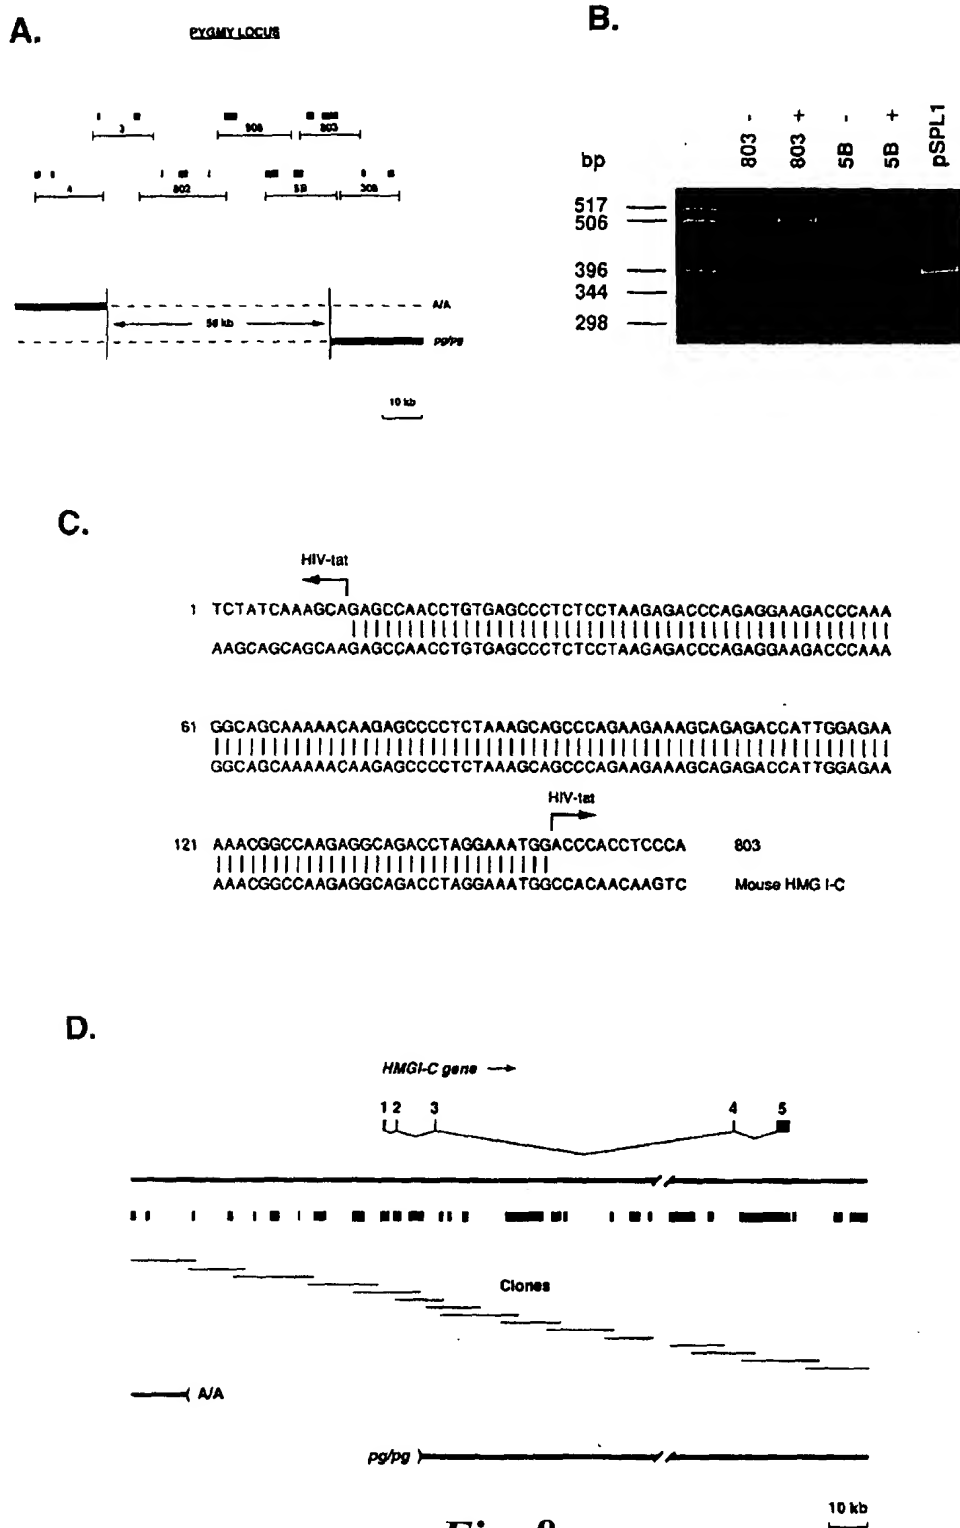 A.
PYGMY LOCUS
3 906 803
4 802 5B 308
A/A
56 kb
pg/pg
10 kb
B.
bp
803 -
803 +
5B -
5B +
pSPL1
517
506
396
344
298
C.
HIV-tat
1 TCTATCAAAGCAGAGCCAACCTGTGAGCCCTCTCCTAAGAGACCCAGAGGAAGACCCAAA
AAGCAGCAGCAAGAGCCAACCTGTGAGCCCTCTCCTAAGAGACCCAGAGGAAGACCCAAA
61 GGCAGCAAAAACAAGAGCCCCTCTAAAGCAGCCCAGAAGAAAGCAGAGACCATTGGAGAA
GGCAGCAAAAACAAGAGCCCCTCTAAAGCAGCCCAGAAGAAAGCAGAGACCATTGGAGAA
HIV-tat
121 AAACGGCCAAGAGGCAGACCTAGGAAATGGACCCACCTCCCA 803
AAACGGCCAAGAGGCAGACCTAGGAAATGGCCACAACAAGTC Mouse HMG I-C
D.
HMGI-C gene
1 2 3 4 5
Clones
A/A
pg/pg
10 kb